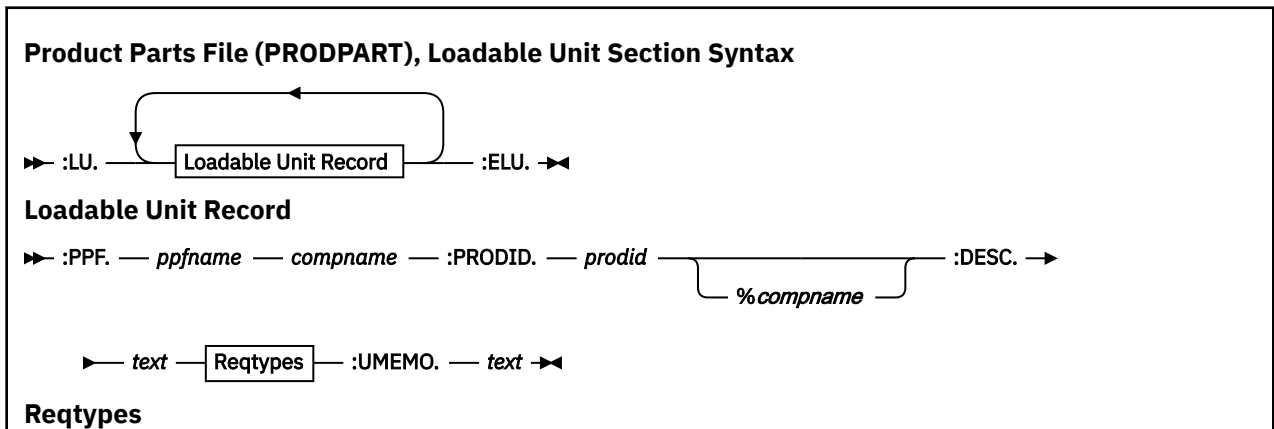 Product Parts File (PRODPART), Loadable Unit Section Syntax
:LU. Loadable Unit Record :ELU.
Loadable Unit Record
:PPF. ppfname compname :PRODID. prodid :DESC.
%compname
text Reqtypes :UMEMO. text
Reqtypes